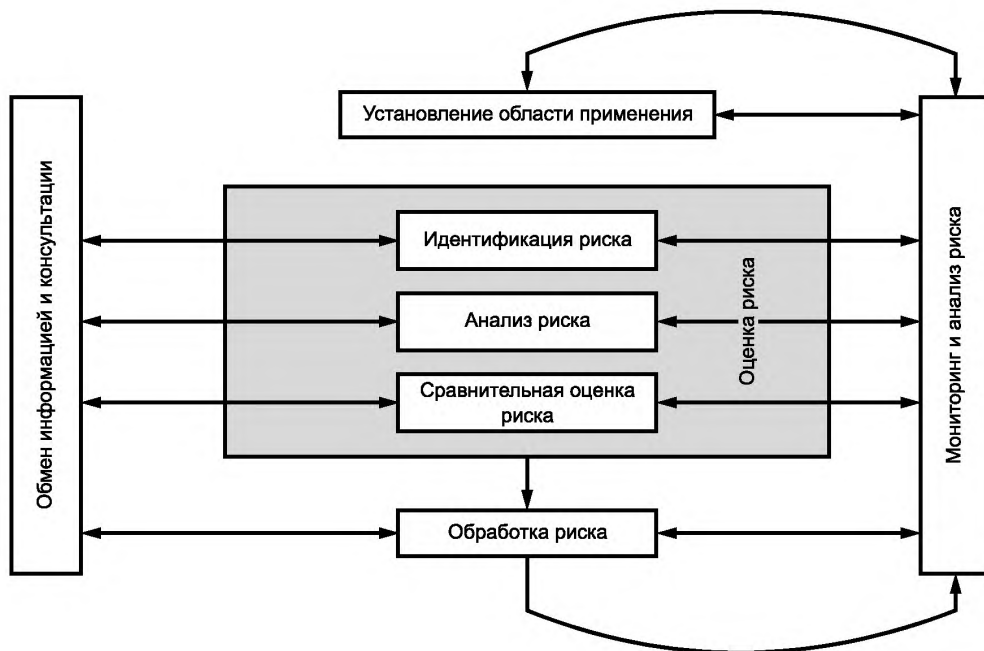 Установление области применения
Обмен информацией и консультации
Идентификация риска
Анализ риска
Сравнительная оценка
риска
Оценка риска
Мониторинг и анализ риска
Обработка риска